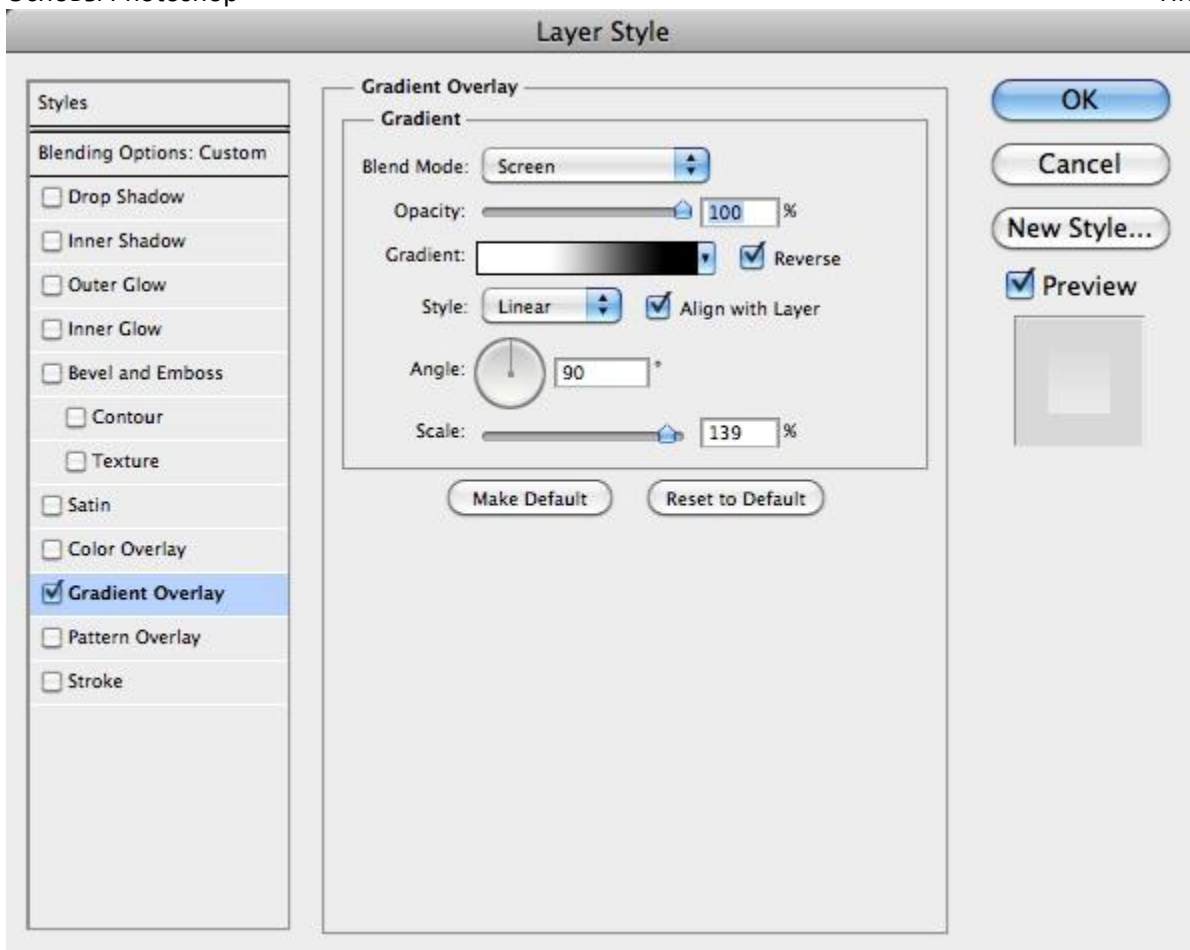 Layer Style
Styles
Blending Options: Custom
Drop Shadow
Inner Shadow
Outer Glow
Inner Glow
Bevel and Emboss
Contour
Texture
Satin
Color Overlay
Gradient Overlay
Pattern Overlay
Stroke
Gradient Overlay
Gradient
Blend Mode: Screen
Opacity: 100 %
Gradient: Reverse
Style: Linear Align with Layer
Angle: 90 °
Scale: 139 %
Make Default Reset to Default
OK
Cancel
New Style...
Preview